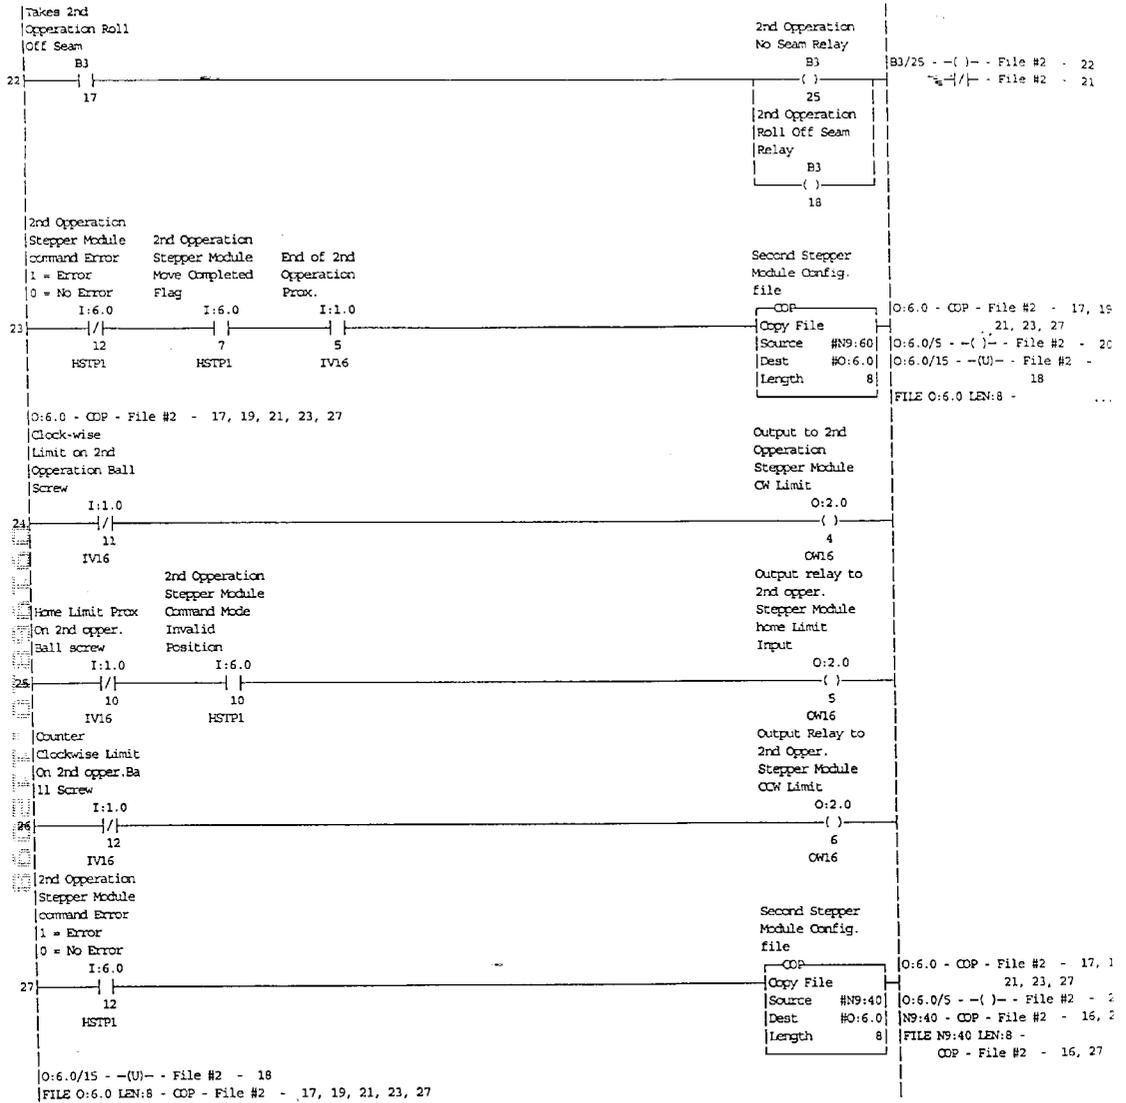 Takes 2nd
Opperation Roll
Off Seam
B3
17
2nd Opperation
No Seam Relay
B3
25
2nd Opperation
Roll Off Seam
Relay
B3
18
B3/25 - -( )- - File #2 - 22
-|/|- - File #2 - 21
22
2nd Opperation
Stepper Module
command Error
1 = Error
0 = No Error
I:6.0
12
HSTP1
2nd Opperation
Stepper Module
Move Completed
Flag
I:6.0
7
HSTP1
End of 2nd
Opperation
Prox.
I:1.0
5
IV16
Second Stepper
Module Config.
file
COP
Copy File
Source #N9:60
Dest #O:6.0
Length 8
O:6.0 - COP - File #2 - 17, 19
21, 23, 27
O:6.0/5 - -( )- - File #2 - 20
O:6.0/15 - -(U)- - File #2 -
18
FILE O:6.0 LEN:8 - ...
23
O:6.0 - COP - File #2 - 17, 19, 21, 23, 27
Clock-wise
Limit on 2nd
Opperation Ball
Screw
I:1.0
11
IV16
Output to 2nd
Opperation
Stepper Module
CW Limit
O:2.0
4
OW16
24
Home Limit Prox
On 2nd opper.
Ball screw
I:1.0
10
IV16
2nd Opperation
Stepper Module
Command Mode
Invalid
Position
I:6.0
10
HSTP1
Output relay to
2nd opper.
Stepper Module
home Limit
Input
O:2.0
5
OW16
25
Counter
Clockwise Limit
On 2nd opper.Ba
ll Screw
I:1.0
12
IV16
Output Relay to
2nd Opper.
Stepper Module
CCW Limit
O:2.0
6
OW16
26
2nd Opperation
Stepper Module
command Error
1 = Error
0 = No Error
I:6.0
12
HSTP1
Second Stepper
Module Config.
file
COP
Copy File
Source #N9:40
Dest #O:6.0
Length 8
O:6.0 - COP - File #2 - 17, 1
21, 23, 27
O:6.0/5 - -( )- - File #2 - 2
N9:40 - COP - File #2 - 16, 2
FILE N9:40 LEN:8 -
COP - File #2 - 16, 27
27
O:6.0/15 - -(U)- - File #2 - 18
FILE O:6.0 LEN:8 - COP - File #2 - 17, 19, 21, 23, 27